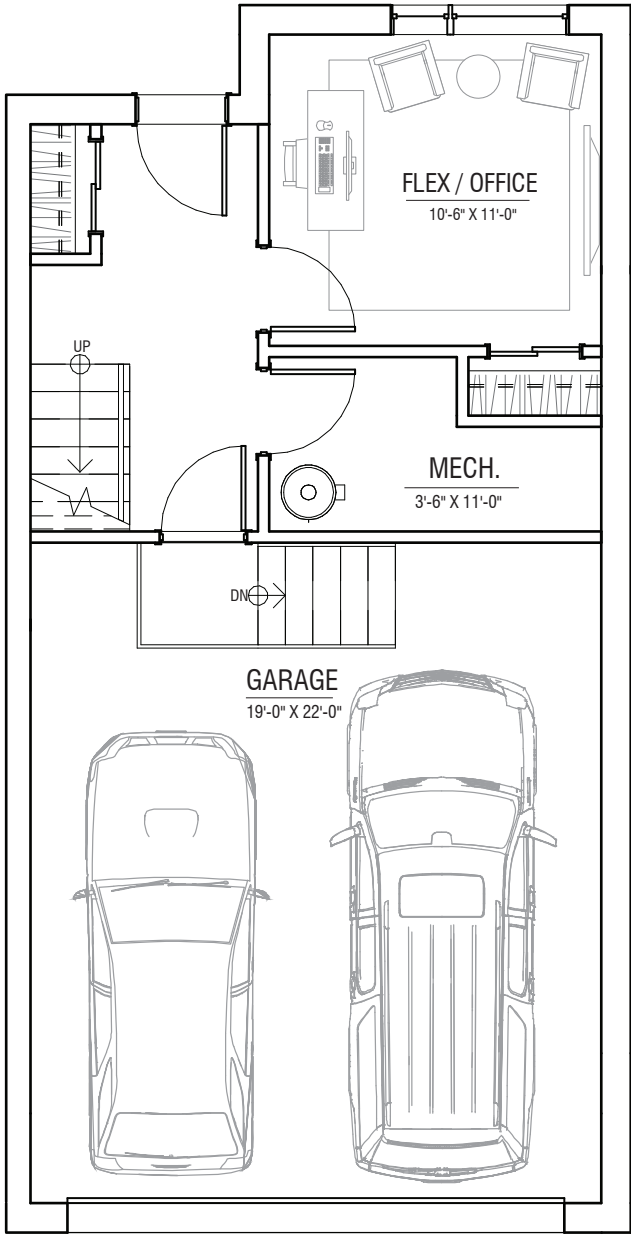 FLEX / OFFICE
10'-6" X 11'-0"
UP
MECH.
3'-6" X 11'-0"
DN
GARAGE
19'-0" X 22'-0"